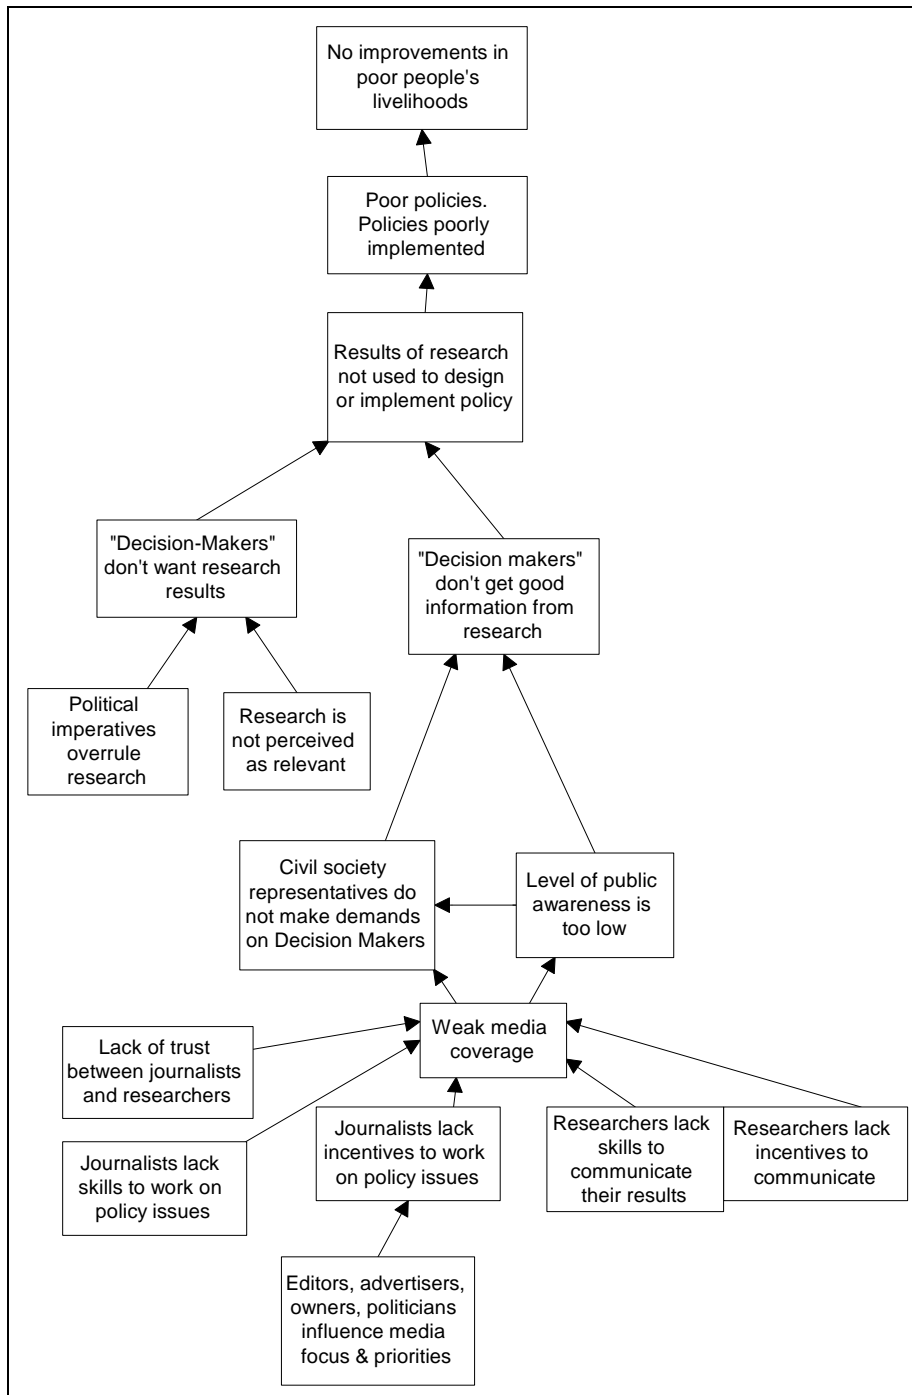 No improvements in
poor people's
livelihoods
Poor policies.
Policies poorly
implemented
Results of research
not used to design
or implement policy
"Decision-Makers"
don't want research
results
"Decision makers"
don't get good
information from
research
Political
imperatives
overrule
research
Research is
not perceived
as relevant
Civil society
representatives do
not make demands
on Decision Makers
Level of public
awareness is
too low
Weak media
coverage
Lack of trust
between journalists
and researchers
Journalists lack
skills to work on
policy issues
Journalists lack
incentives to work
on policy issues
Researchers lack
skills to
communicate
their results
Researchers lack
incentives to
communicate
Editors, advertisers,
owners, politicians
influence media
focus & priorities